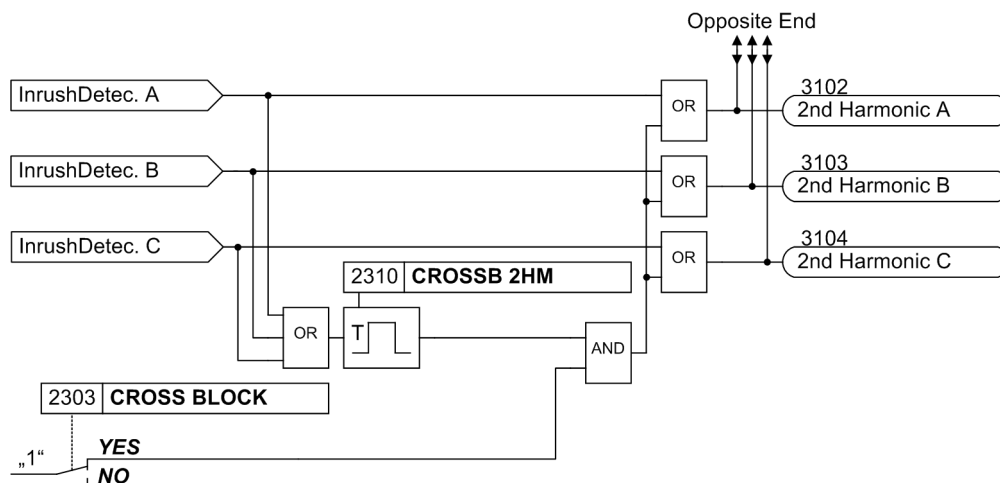 Opposite End
InrushDetec. A
OR
3102
2nd Harmonic A
InrushDetec. B
OR
3103
2nd Harmonic B
InrushDetec. C
OR
3104
2nd Harmonic C
2310 CROSSB 2HM
OR
T
AND
2303 CROSS BLOCK
„1“
YES
NO